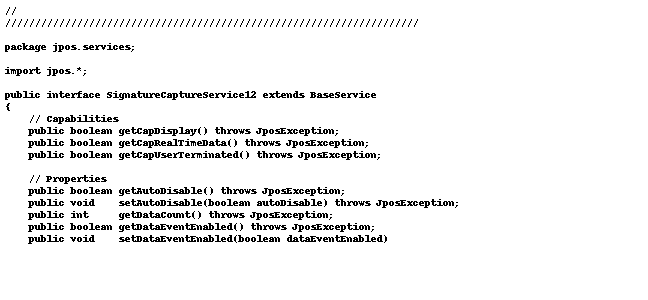 //
//////////////////////////////////////////////////////////////////////
package jpos.services;
import jpos.*;
public interface SignatureCaptureService12 extends BaseService
{
// Capabilities
public boolean getCapDisplay() throws JposException;
public boolean getCapRealTimeData() throws JposException;
public boolean getCapUserTerminated() throws JposException;
// Properties
public boolean getAutoDisable() throws JposException;
public void    setAutoDisable(boolean autoDisable) throws JposException;
public int     getDataCount() throws JposException;
public boolean getDataEventEnabled() throws JposException;
public void    setDataEventEnabled(boolean dataEventEnabled)